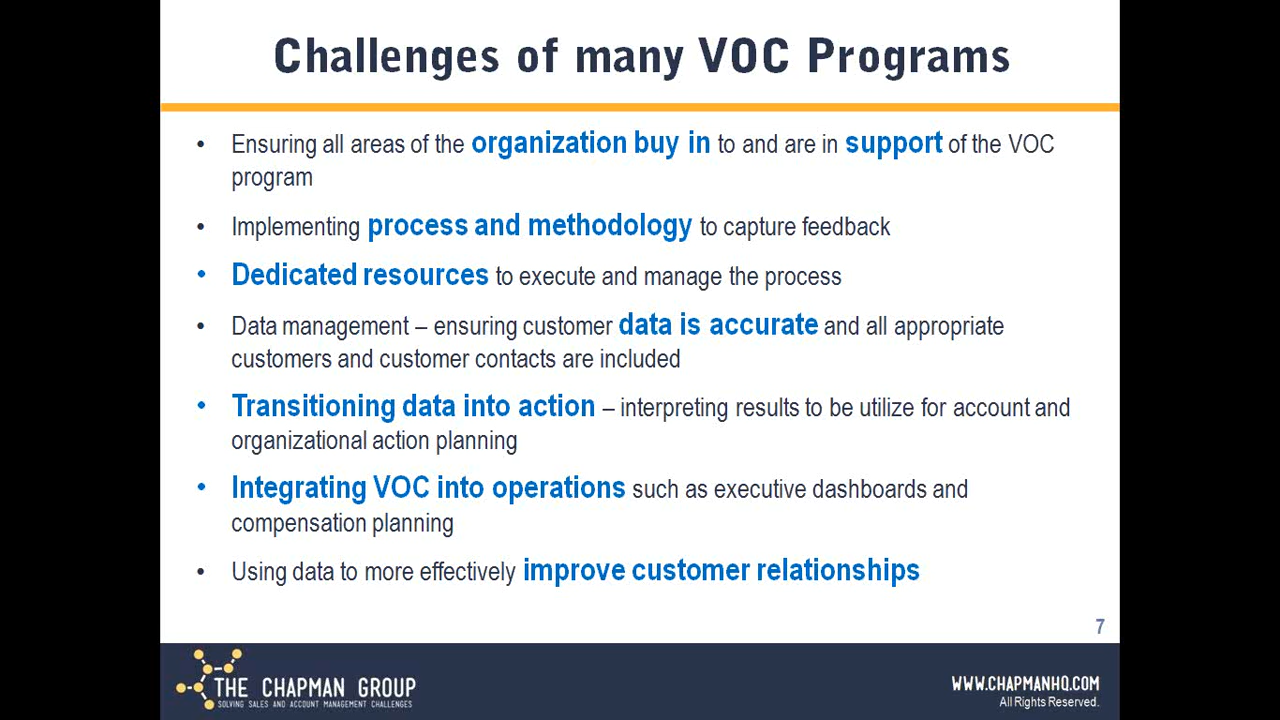 Challenges of many VOC Programs
• Ensuring all areas of the organization buy in to and are in support of the VOC
program
• Implementing process and methodology to capture feedback
• Dedicated resources to execute and manage the process
• Data management – ensuring customer data is accurate and all appropriate
customers and customer contacts are included
• Transitioning data into action – interpreting results to be utilize for account and
organizational action planning
• Integrating VOC into operations such as executive dashboards and
compensation planning
• Using data to more effectively improve customer relationships
7
THE CHAPMAN GROUP
SOLVING SALES AND ACCOUNT MANAGEMENT CHALLENGES
WWW.CHAPMANHQ.COM
All Rights Reserved.